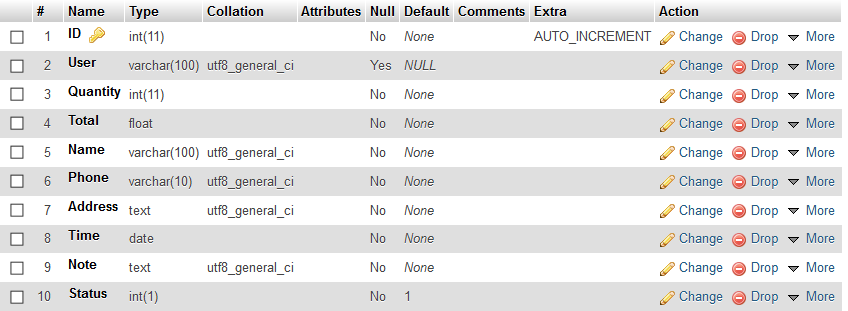 # Name Type Collation Attributes Null Default Comments Extra Action
1 ID int(11) No None AUTO_INCREMENT Change Drop More
2 User varchar(100) utf8_general_ci Yes NULL Change Drop More
3 Quantity int(11) No None Change Drop More
4 Total float No None Change Drop More
5 Name varchar(100) utf8_general_ci No None Change Drop More
6 Phone varchar(10) utf8_general_ci No None Change Drop More
7 Address text utf8_general_ci No None Change Drop More
8 Time date No None Change Drop More
9 Note text utf8_general_ci No None Change Drop More
10 Status int(1) No 1 Change Drop More